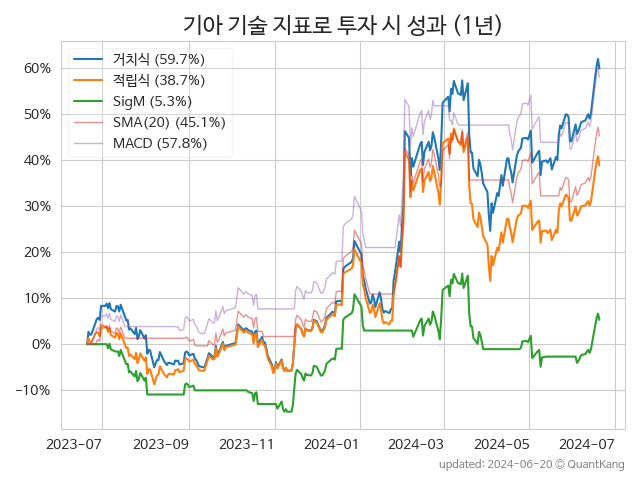 기아 기술 지표로 투자 시 성과 (1년)
거치식 (59.7%)
적립식 (38.7%)
SigM (5.3%)
SMA(20) (45.1%)
MACD (57.8%)
60%
50%
40%
30%
20%
10%
0%
−10%
2023-07 2023-09 2023-11 2024-01 2024-03 2024-05 2024-07
updated: 2024-06-20 © QuantKang